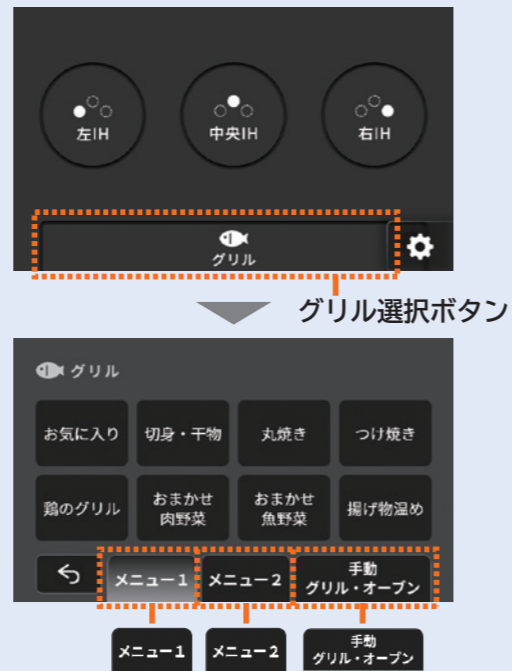 左IH
中央IH
右IH
グリル
グリル選択ボタン
グリル
お気に入り
切身・干物
丸焼き
つけ焼き
鶏のグリル
おまかせ
肉野菜
おまかせ
魚野菜
揚げ物温め
メニュー1
メニュー2
手動
グリル・オーブン
メニュー1
メニュー2
手動
グリル・オーブン